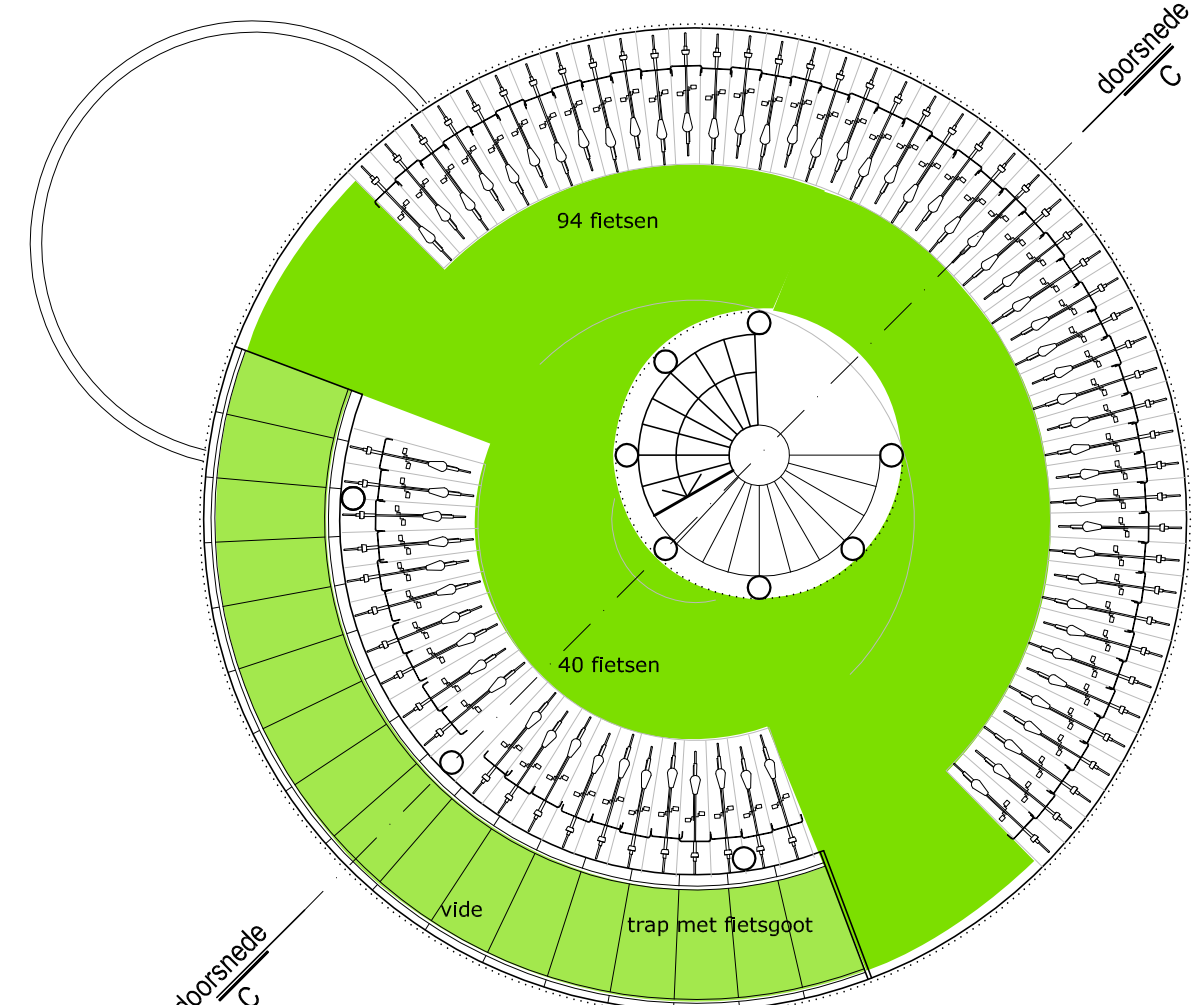 doorsnede
C
94 fietsen
40 fietsen
vide
trap met fietsgoot
doorsnede
C